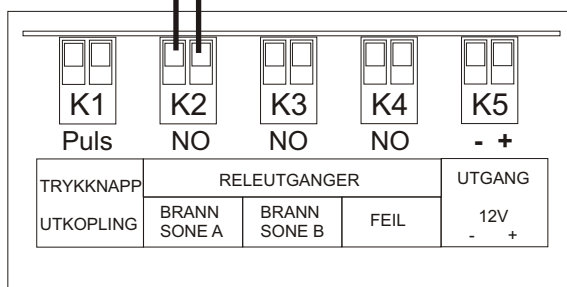 K1 K2 K3 K4 K5
Puls NO NO NO - +
TRYKKNAPP
UTKOPLING
RELEUTGANGER
BRANN
SONE A
BRANN
SONE B
FEIL
UTGANG
12V
- +